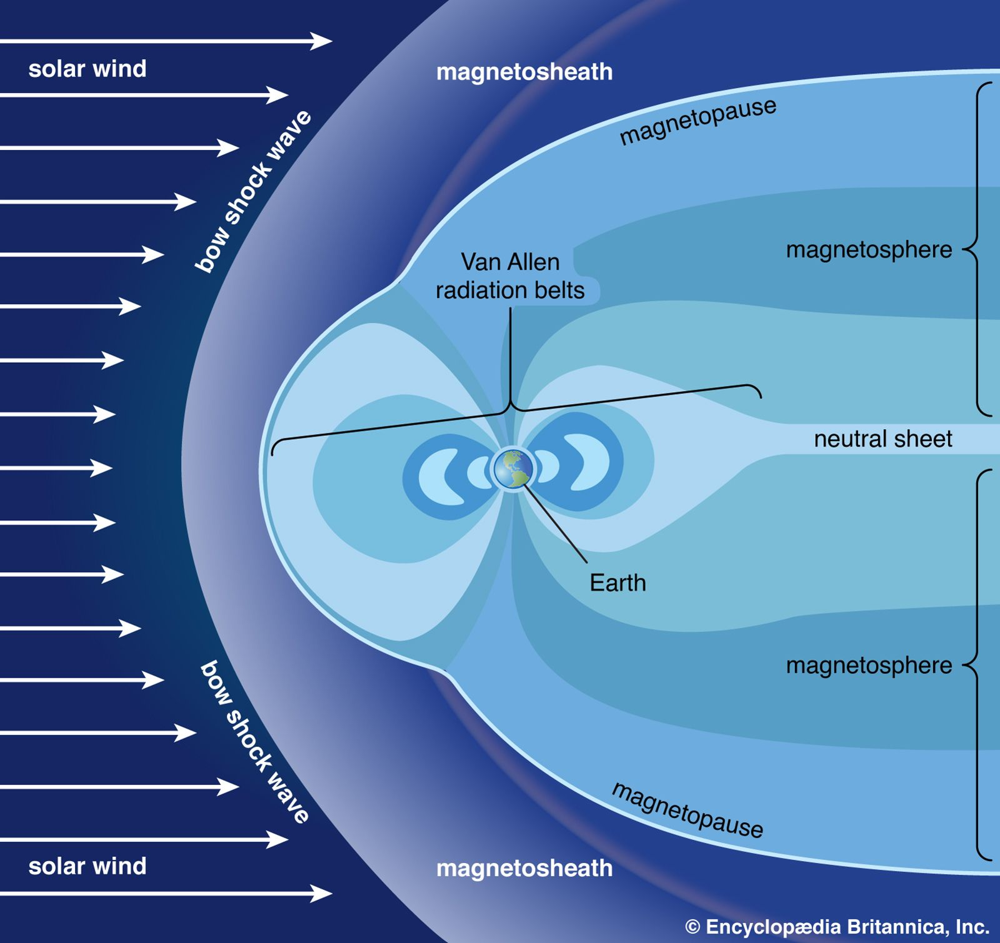 solar wind
magnetosheath
bow shock wave
magnetopause
magnetosphere
Van Allen
radiation belts
neutral sheet
Earth
magnetosphere
bow shock wave
magnetopause
solar wind
magnetosheath
© Encyclopædia Britannica, Inc.